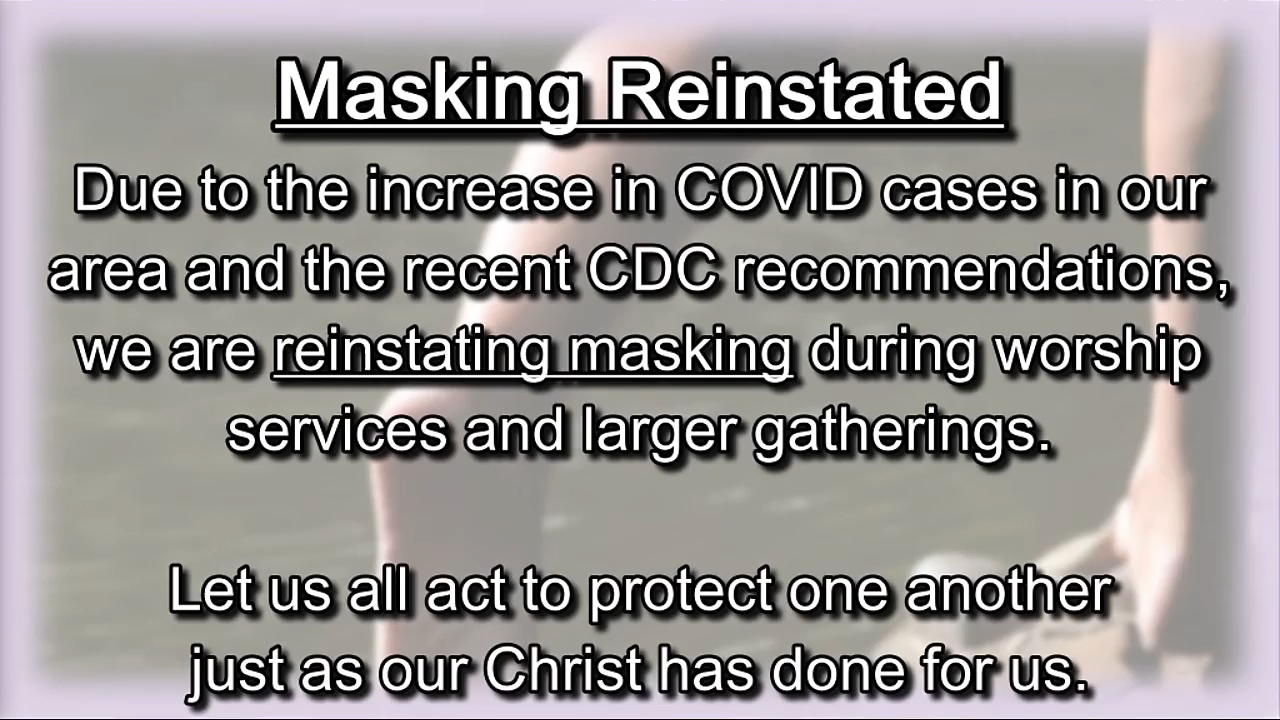 Masking Reinstated
Due to the increase in COVID cases in our
area and the recent CDC recommendations,
we are reinstating masking during worship
services and larger gatherings.
Let us all act to protect one another
just as our Christ has done for us.